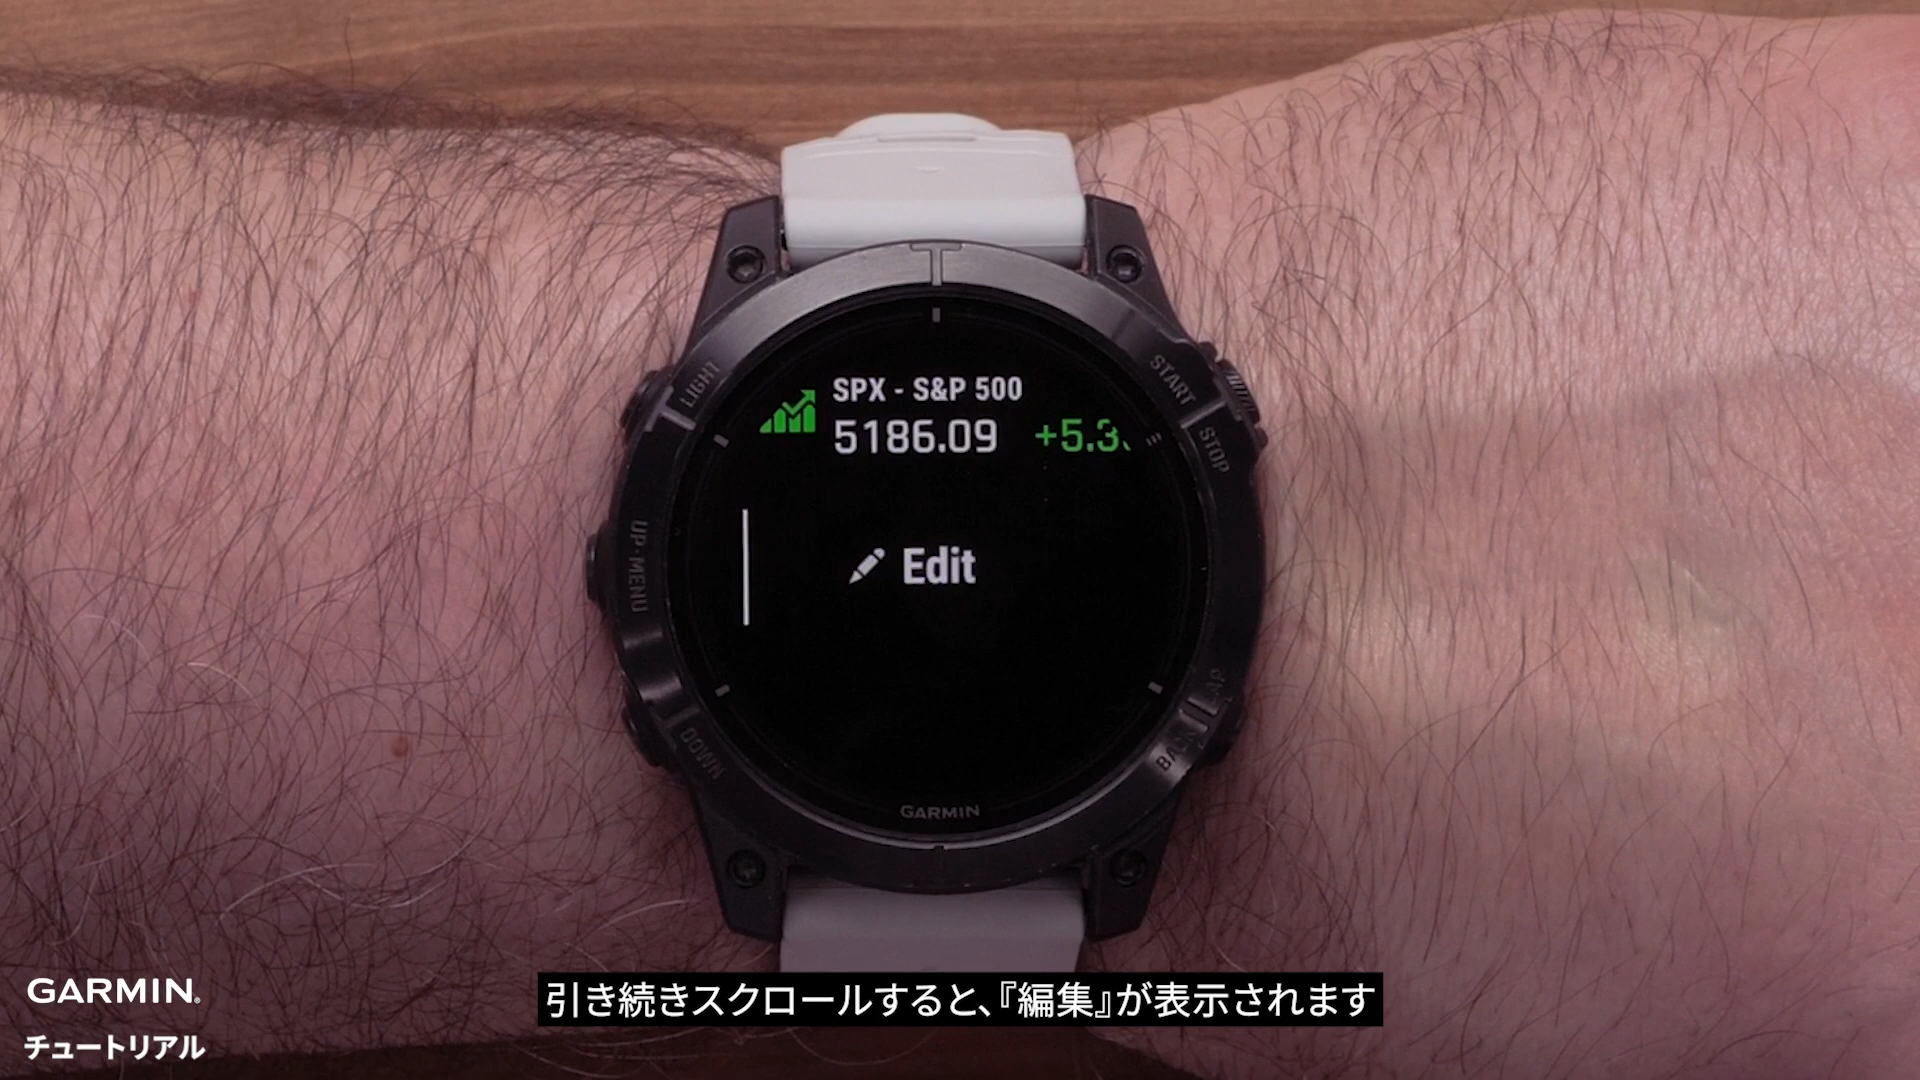 LIGHT
START
STOP
SPX - S&P 500
5186.09 +5.3
UP·MENU
Edit
DOWN
GARMIN
GARMIN
引き続きスクロールすると、『編集』が表示されます
チュートリアル